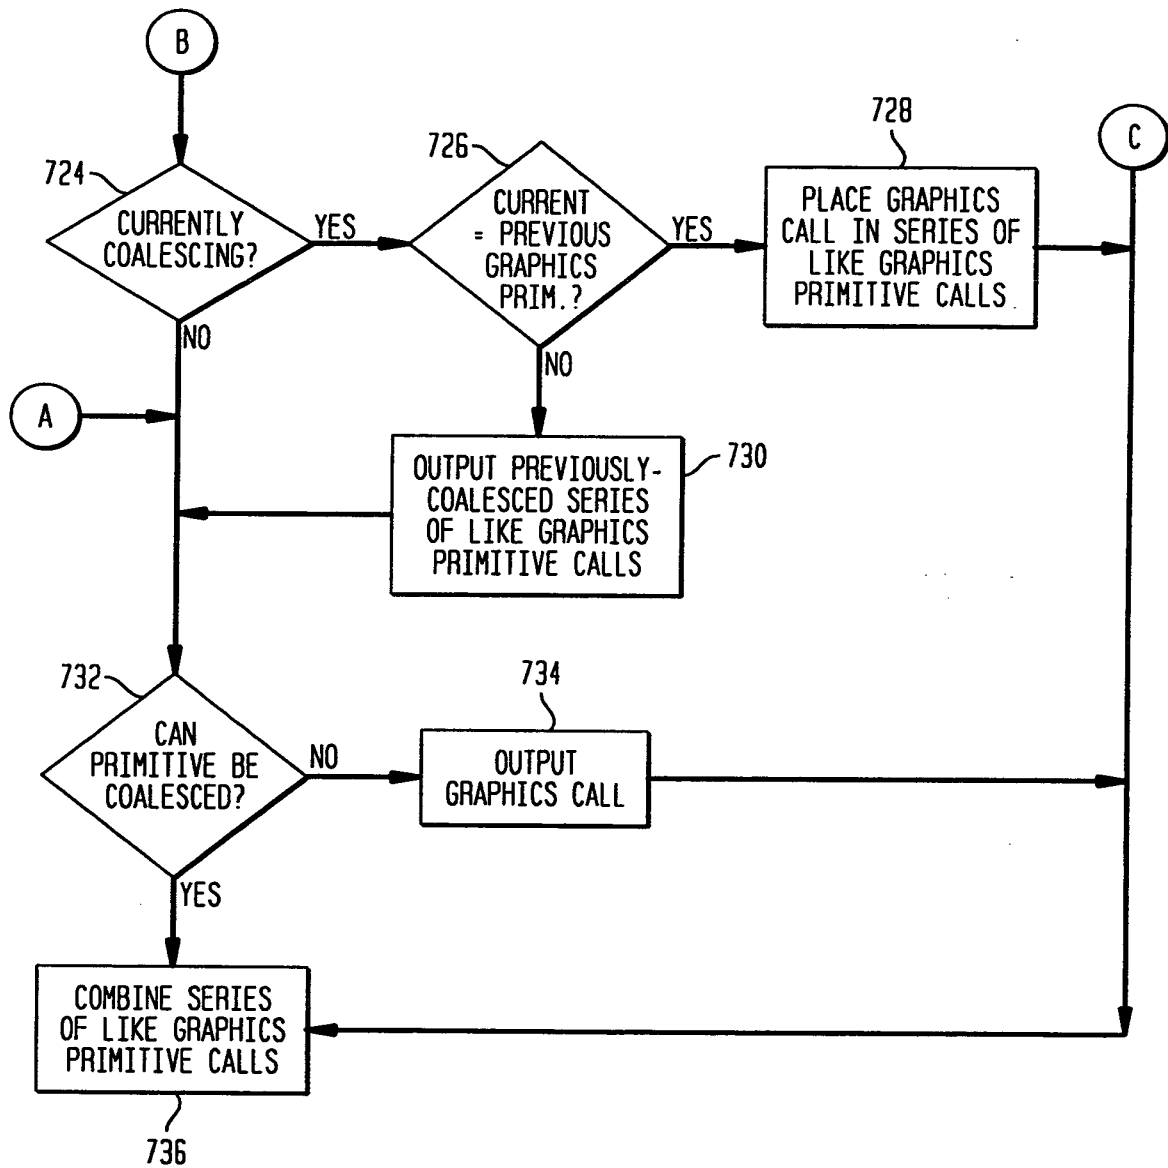 B
724
CURRENTLY
COALESCING?
YES
NO
726
CURRENT
= PREVIOUS
GRAPHICS
PRIM.?
YES
NO
728
PLACE GRAPHICS
CALL IN SERIES OF
LIKE GRAPHICS
PRIMITIVE CALLS
C
A
OUTPUT PREVIOUSLY-
COALESCED SERIES
OF LIKE GRAPHICS
PRIMITIVE CALLS
730
732
CAN
PRIMITIVE BE
COALESCED?
NO
YES
734
OUTPUT
GRAPHICS CALL
COMBINE SERIES
OF LIKE GRAPHICS
PRIMITIVE CALLS
736